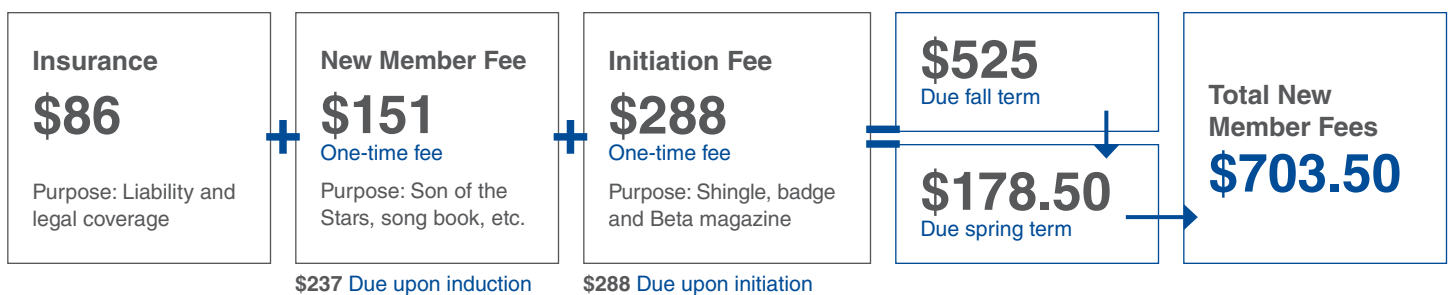 Insurance
$86
Purpose: Liability and
legal coverage
+
New Member Fee
$151
One-time fee
Purpose: Son of the
Stars, song book, etc.
$237 Due upon induction
+
Initiation Fee
$288
One-time fee
Purpose: Shingle, badge
and Beta magazine
$288 Due upon initiation
=
$525
Due fall term
$178.50
Due spring term
Total New
Member Fees
$703.50